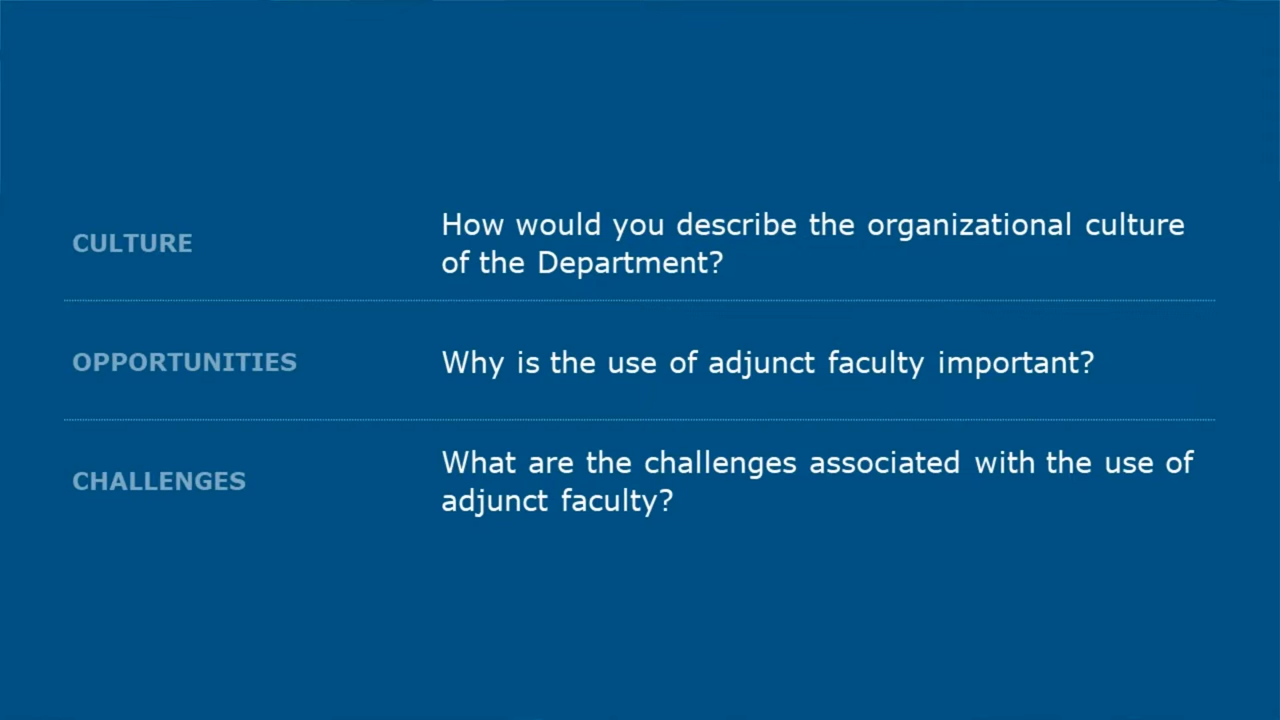 CULTURE
How would you describe the organizational culture
of the Department?
OPPORTUNITIES
Why is the use of adjunct faculty important?
CHALLENGES
What are the challenges associated with the use of
adjunct faculty?